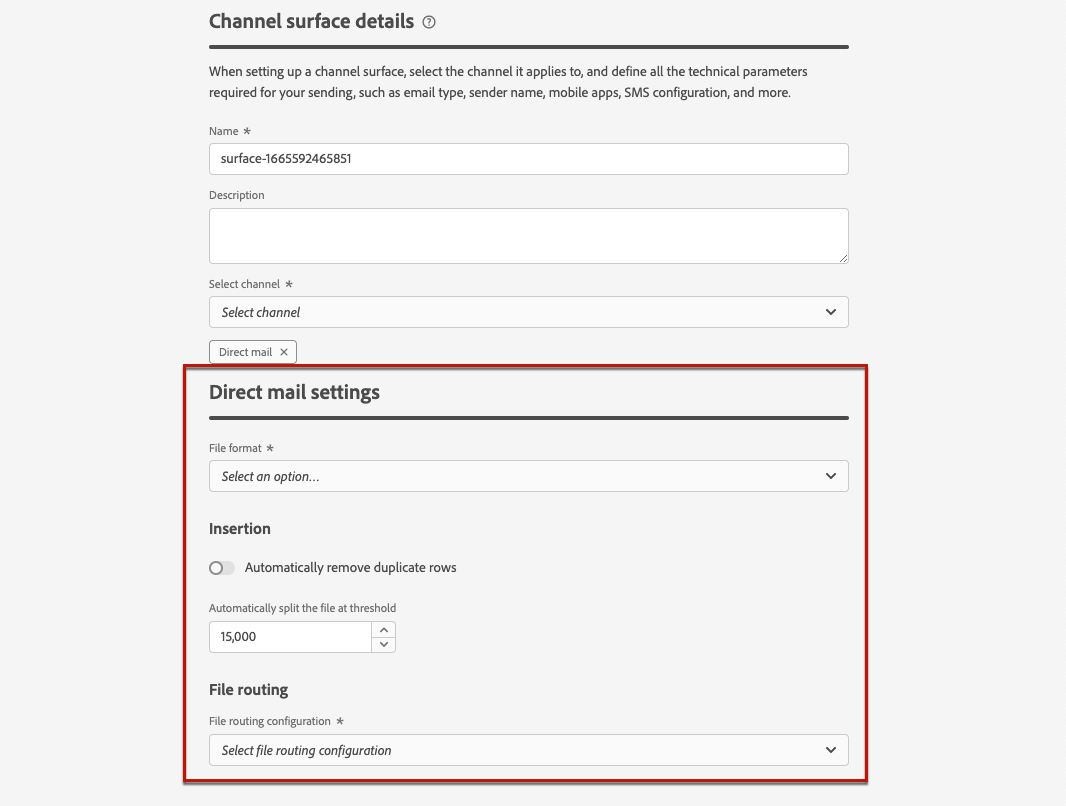 Channel surface details ?
When setting up a channel surface, select the channel it applies to, and define all the technical parameters
required for your sending, such as email type, sender name, mobile apps, SMS configuration, and more.
Name *
surface-1665592465851
Description
Select channel *
Select channel
Direct mail ×
Direct mail settings
File format *
Select an option...
Insertion
Automatically remove duplicate rows
Automatically split the file at threshold
15,000
File routing
File routing configuration *
Select file routing configuration